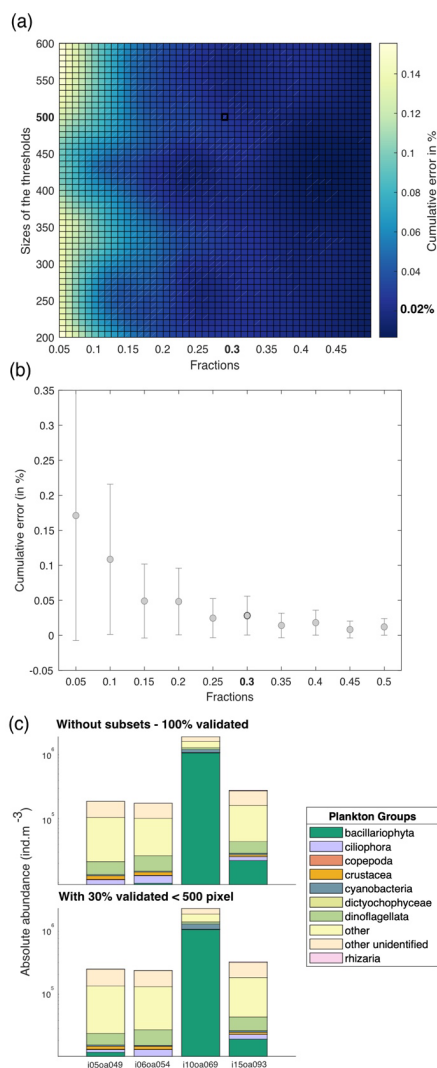 (a)
600
550
500
450
400
350
300
250
200
Sizes of the thresholds
0.05 0.1 0.15 0.2 0.25 0.3 0.35 0.4 0.45
Fractions
0.14
0.12
0.1
0.08
0.06
0.04
0.02%
Cumulative error in %
(b)
0.35
0.3
0.25
0.2
0.15
0.1
0.05
0
-0.05
Cumulative error (in %)
0.05 0.1 0.15 0.2 0.25 0.3 0.35 0.4 0.45 0.5
Fractions
(c)
Without subsets - 100% validated
10^6
10^5
With 30% validated < 500 pixel
10^6
10^5
Absolute abundance (ind.m -3)
i05oa049 i06oa054 i10oa069 i15oa093
Plankton Groups
bacillariophyta
ciliophora
copepoda
crustacea
cyanobacteria
dictyochophyceae
dinoflagellata
other
other unidentified
rhizaria